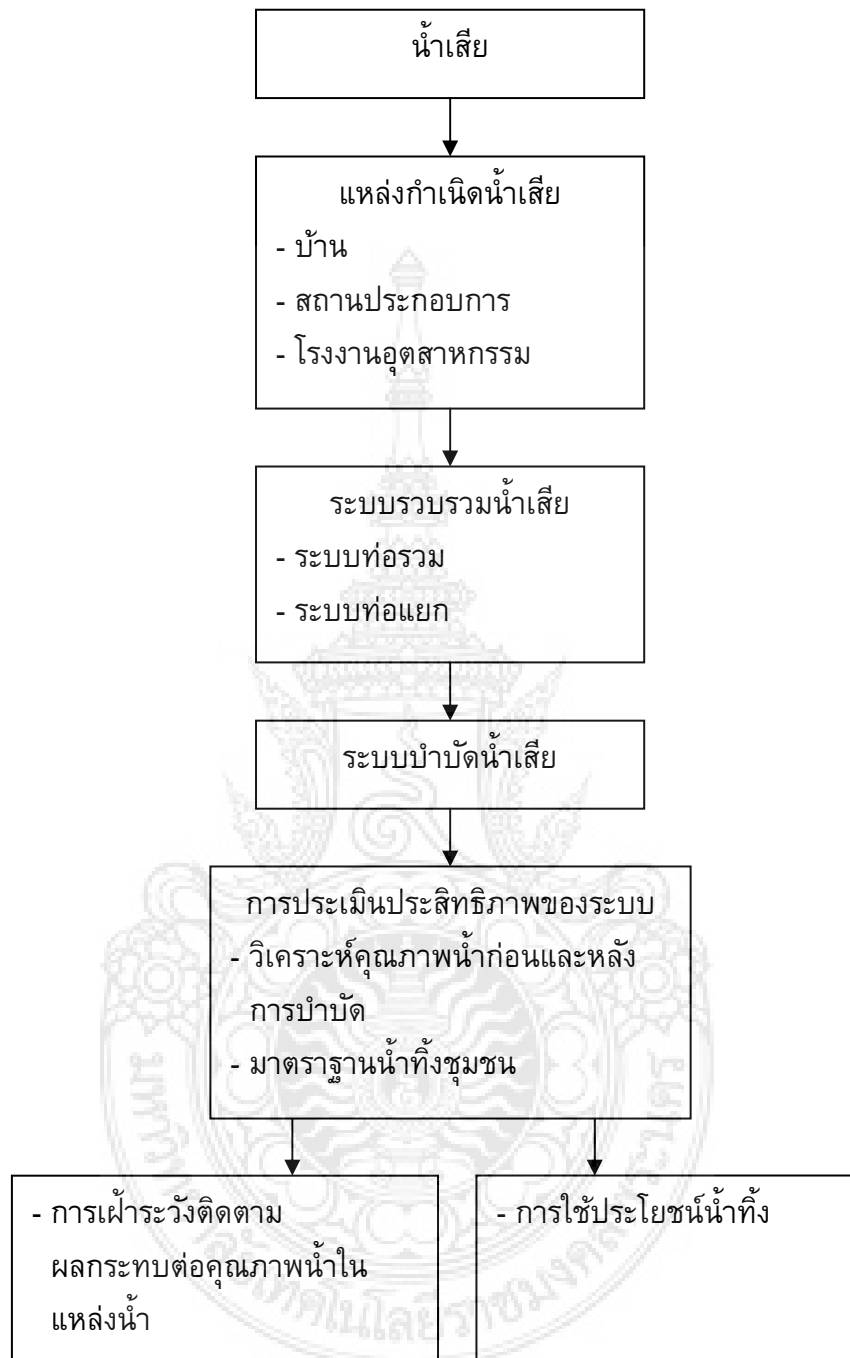 น้ำเสีย
แหล่งกำเนิดน้ำเสีย
- บ้าน
- สถานประกอบการ
- โรงงานอุตสาหกรรม
ระบบรวบรวมน้ำเสีย
- ระบบท่อรวม
- ระบบท่อแยก
ระบบบำบัดน้ำเสีย
การประเมินประสิทธิภาพของระบบ
- วิเคราะห์คุณภาพน้ำก่อนและหลัง
การบำบัด
- มาตราฐานน้ำทิ้งชุมชน
- การเฝ้าระวังติดตาม
ผลกระทบต่อคุณภาพน้ำใน
แหล่งน้ำ
- การใช้ประโยชน์น้ำทิ้ง